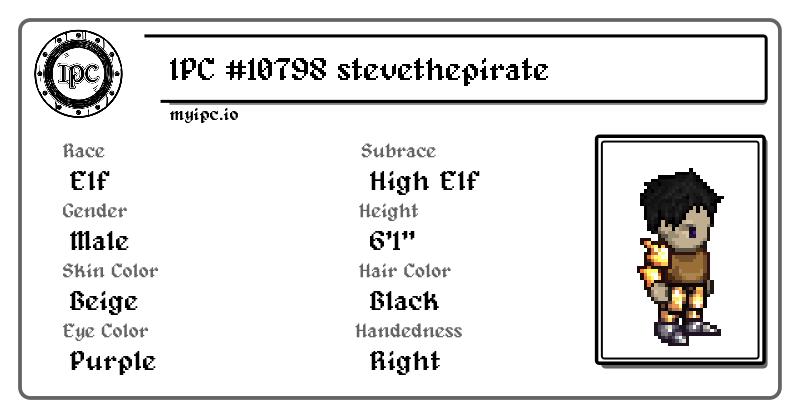 IPC
IPC #10798 stevethepirate
myipc.io
Race
Elf
Subrace
High Elf
Gender
Male
Height
6'1"
Skin Color
Beige
Hair Color
Black
Eye Color
Purple
Handedness
Right